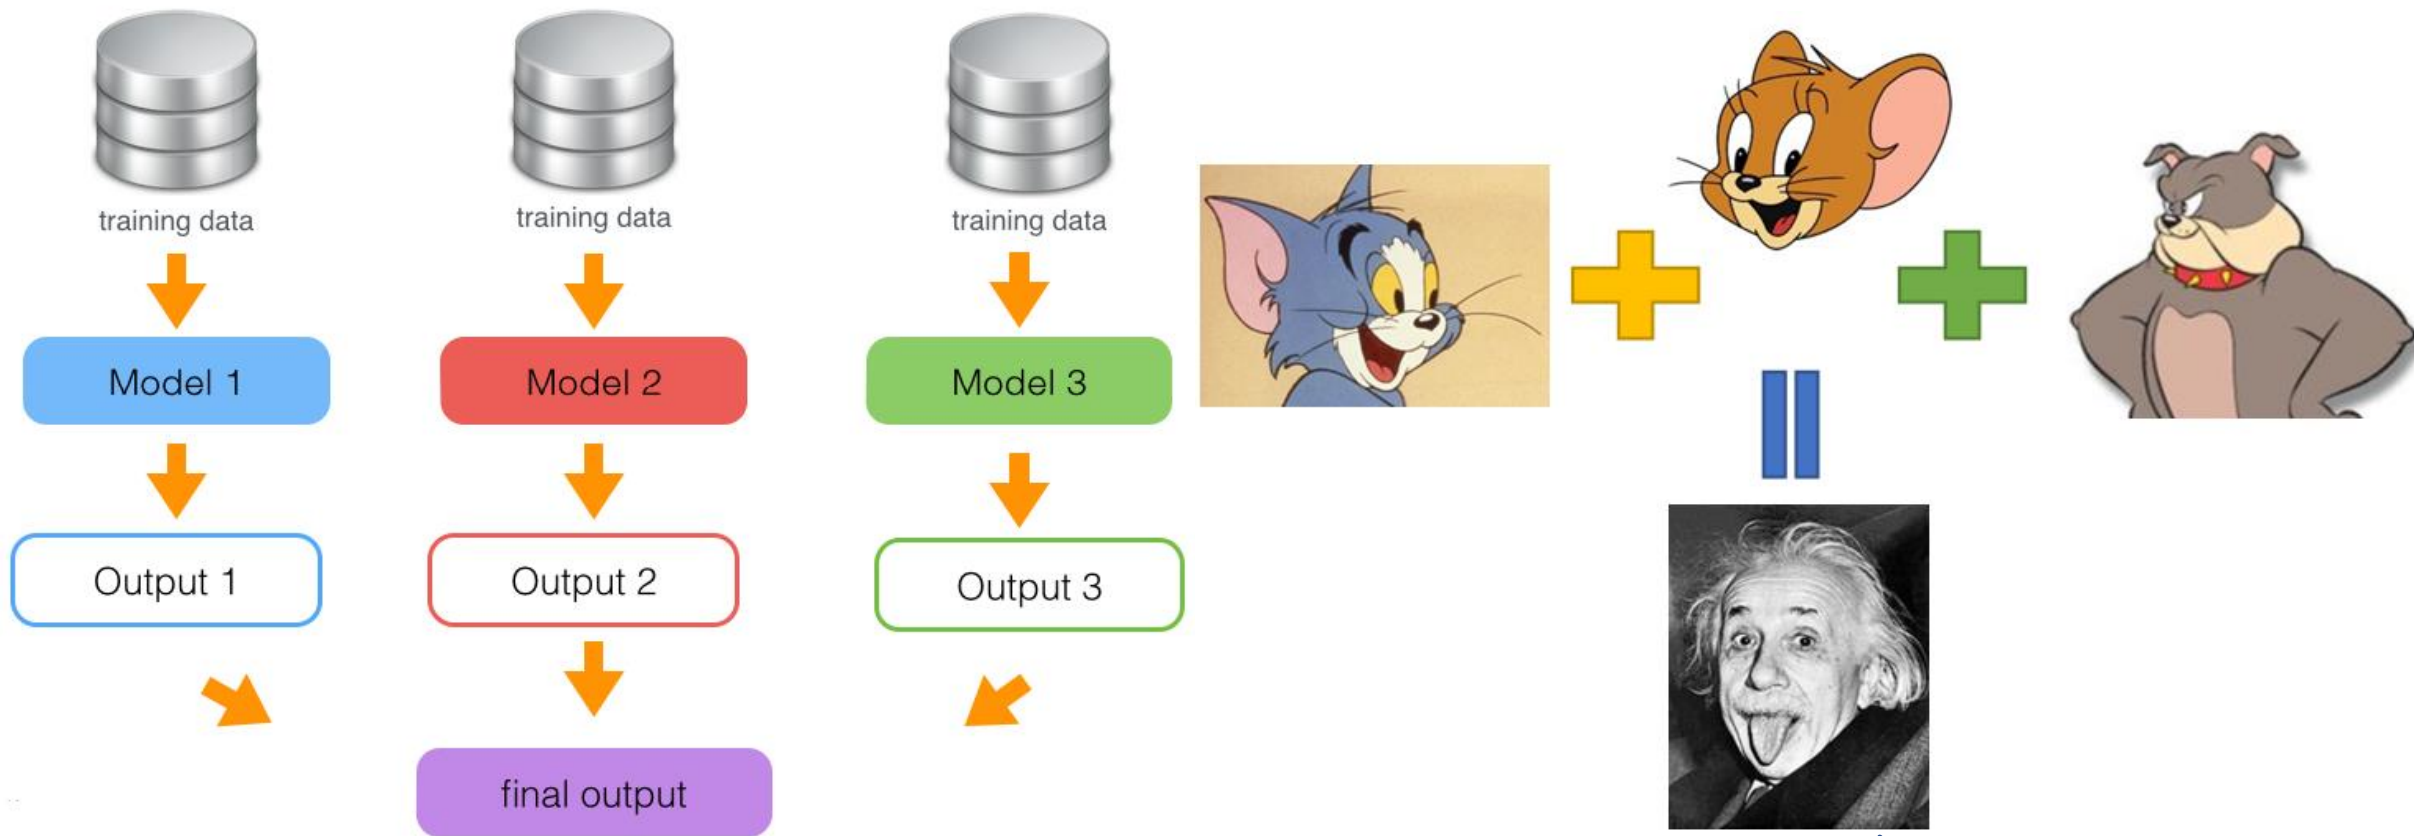 training data
training data
training data
Model 1
Model 2
Model 3
Output 1
Output 2
Output 3
final output